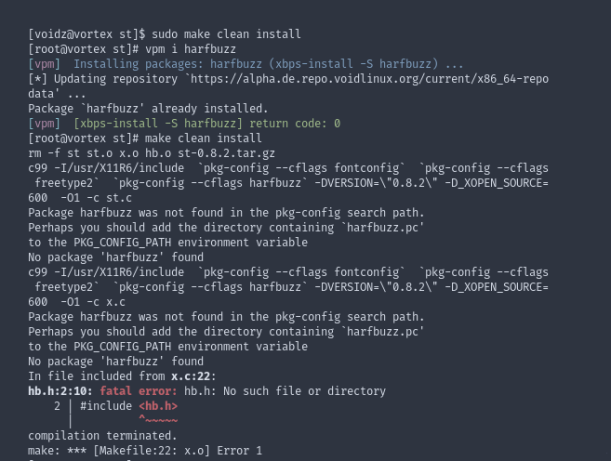 [voidz@vortex st]$ sudo make clean install
[root@vortex st]# vpm i harfbuzz
[vpm]  Installing packages: harfbuzz (xbps-install -S harfbuzz) ...
[*] Updating repository `https://alpha.de.repo.voidlinux.org/current/x86_64-repo
data' ...
Package `harfbuzz' already installed.
[vpm]  [xbps-install -S harfbuzz] return code: 0
[root@vortex st]# make clean install
rm -f st st.o x.o hb.o st-0.8.2.tar.gz
c99 -I/usr/X11R6/include  `pkg-config --cflags fontconfig`  `pkg-config --cflags
 freetype2`  `pkg-config --cflags harfbuzz` -DVERSION=\"0.8.2\" -D_XOPEN_SOURCE=
600  -O1 -c st.c
Package harfbuzz was not found in the pkg-config search path.
Perhaps you should add the directory containing `harfbuzz.pc'
to the PKG_CONFIG_PATH environment variable
No package 'harfbuzz' found
c99 -I/usr/X11R6/include  `pkg-config --cflags fontconfig`  `pkg-config --cflags
 freetype2`  `pkg-config --cflags harfbuzz` -DVERSION=\"0.8.2\" -D_XOPEN_SOURCE=
600  -O1 -c x.c
Package harfbuzz was not found in the pkg-config search path.
Perhaps you should add the directory containing `harfbuzz.pc'
to the PKG_CONFIG_PATH environment variable
No package 'harfbuzz' found
In file included from x.c:22:
hb.h:2:10: fatal error: hb.h: No such file or directory
    2 | #include <hb.h>
      |          ^~~~~~
compilation terminated.
make: *** [Makefile:22: x.o] Error 1